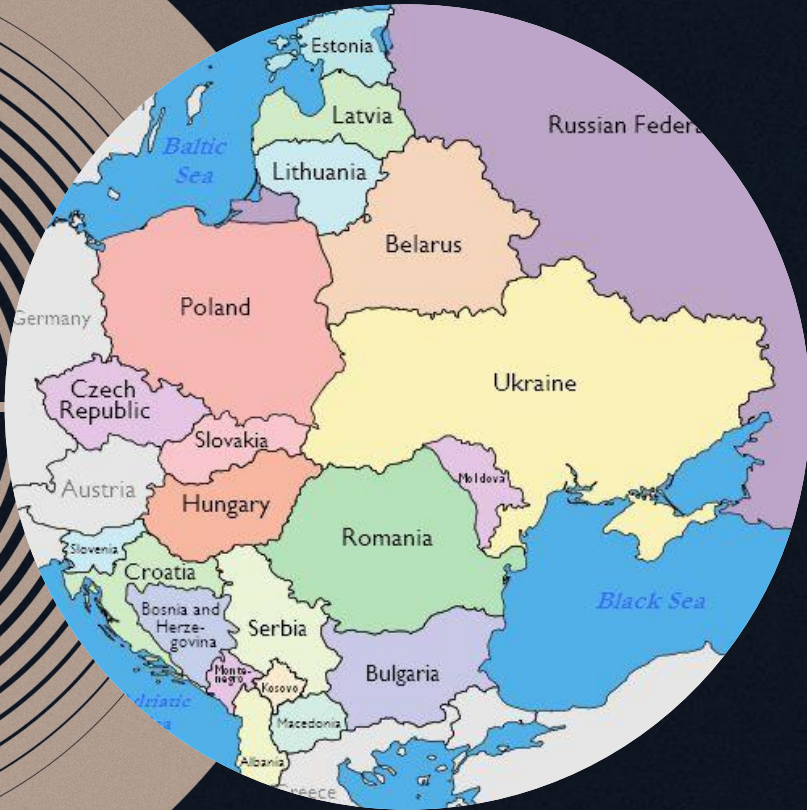 Estonia
Latvia
Russian Federa
Baltic
Sea
Lithuania
Belarus
Poland
Germany
Ukraine
Czech
Republic
Slovakia
Moldova
Austria
Hungary
Romania
Slovenia
Croatia
Black Sea
Bosnia and
Herze-
govina
Serbia
Monte-
negro
Kosovo
Bulgaria
driatic
Macedonia
Albania
Greece